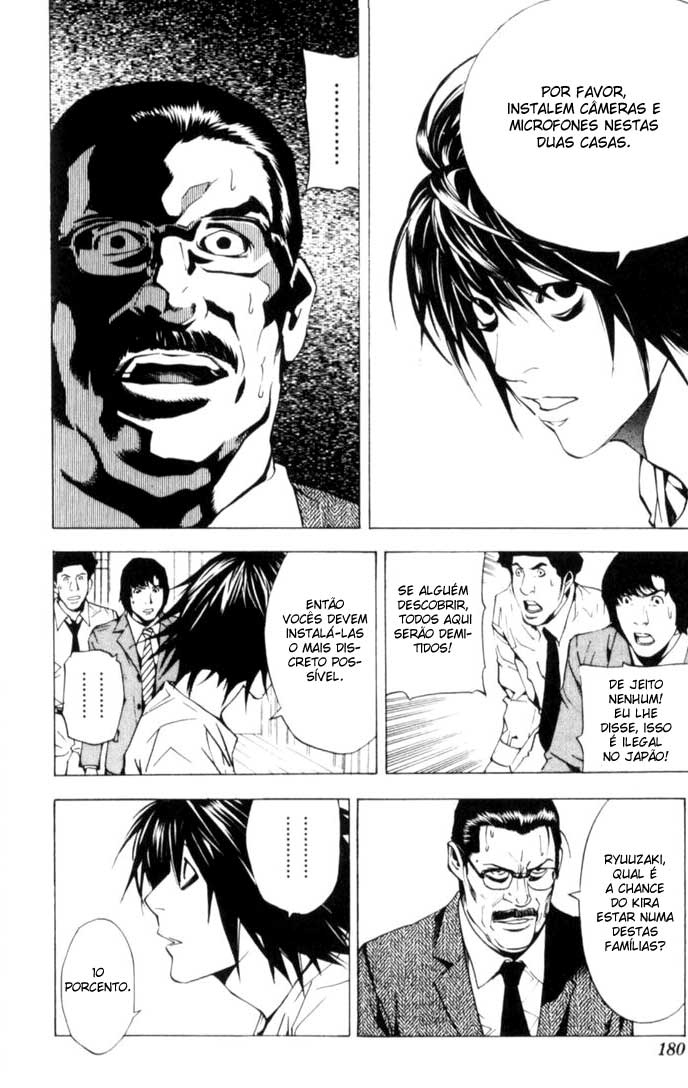 POR FAVOR,
INSTALEM CÂMERAS E
MICROFONES NESTAS
DUAS CASAS.
.........
DE JEITO
NENHUM!
EU LHE
DISSE, ISSO
É ILEGAL
NO JAPÃO!
SE ALGUÉM
DESCOBRIR,
TODOS AQUI
SERÃO DEMI-
TIDOS!
ENTÃO
VOCÊS DEVEM
INSTALÁ-LAS
O MAIS DIS-
CRETO POS-
SÍVEL.
......
RYUUZAKI,
QUAL É
A CHANCE
DO KIRA
ESTAR NUMA
DESTAS
FAMÍLIAS?
........
10
PORCENTO.
180